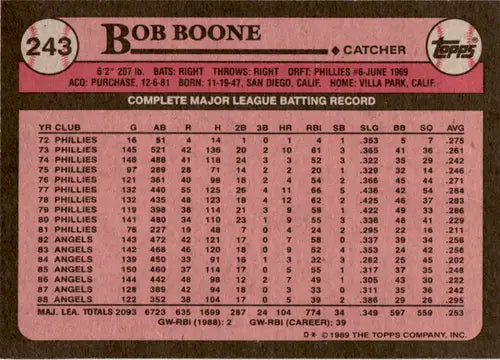 243
BOB BOONE
CATCHER
Topps
6'2" 207 lb. BATS: RIGHT THROWS: RIGHT DRFT: PHILLIES #6-JUNE 1969
ACQ: PURCHASE, 12-6-81 BORN: 11-19-47, SAN DIEGO, CALIF. HOME: VILLA PARK, CALIF.
COMPLETE MAJOR LEAGUE BATTING RECORD
YR CLUB G AB R H 2B 3B HR RBI SB SLG BB SO AVG
72 PHILLIES 16 51 4 14 1 0 1 4 1 .353 5 7 .275
73 PHILLIES 145 521 42 136 20 2 10 61 3 .365 41 36 .261
74 PHILLIES 146 488 41 118 24 3 3 52 3 .322 35 29 .242
75 PHILLIES 97 289 28 71 14 2 2 20 1 .322 32 14 .246
76 PHILLIES 121 361 40 98 18 2 4 54 2 .366 45 44 .271
77 PHILLIES 132 440 55 125 26 4 11 66 5 .436 42 54 .284
78 PHILLIES 132 435 48 123 18 4 12 62 2 .425 46 37 .283
79 PHILLIES 119 398 38 114 21 3 9 58 1 .422 49 33 .286
80 PHILLIES 141 480 34 110 23 1 9 55 3 .338 48 41 .229
81 PHILLIES 76 227 19 48 7 0 4 24 2 .295 22 16 .211
82 ANGELS 143 472 42 121 17 0 7 58 0 .337 39 34 .256
83 ANGELS 142 468 46 120 18 0 9 52 4 .353 24 42 .256
84 ANGELS 139 450 33 91 16 1 3 32 3 .262 25 45 .202
85 ANGELS 150 460 37 114 17 0 5 55 1 .317 37 35 .248
86 ANGELS 144 442 48 98 12 2 7 49 1 .305 43 30 .222
87 ANGELS 128 389 42 94 18 0 3 33 0 .311 35 36 .242
88 ANGELS 122 352 38 104 17 0 5 39 2 .386 29 26 .295
MAJ. LEA. TOTALS 2093 6723 635 1699 287 24 104 774 34 .349 597 559 .253
GW-RBI (1988): 2 GW-RBI (CAREER): 39
D* © 1989 THE TOPPS COMPANY, INC.